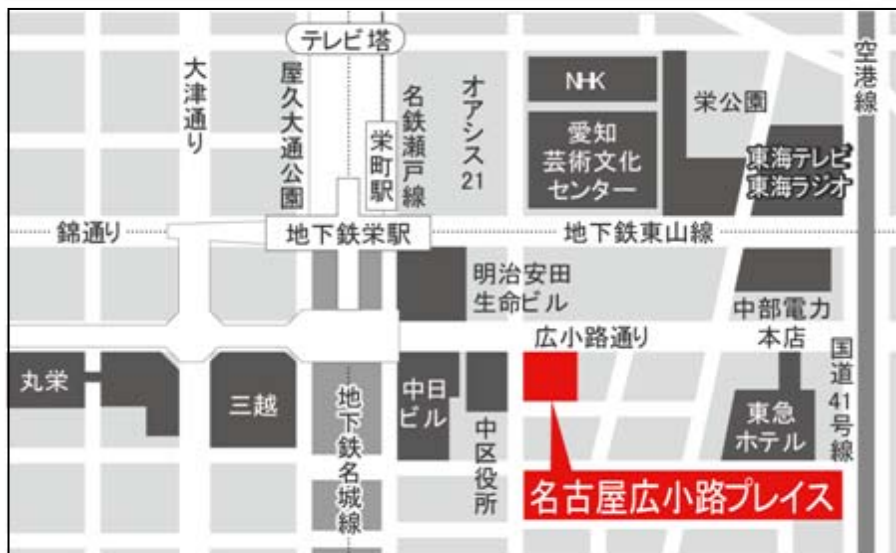 テレビ塔
大津通り
屋久大通公園
栄町駅
名鉄瀬戸線
オアシス21
NHK
愛知
芸術文化
センター
栄公園
東海テレビ
東海ラジオ
空港線
錦通り
地下鉄栄駅
地下鉄東山線
明治安田
生命ビル
広小路通り
中部電力
本店
国道41号線
丸栄
三越
地下鉄名城線
中日
ビル
中区役所
東急
ホテル
名古屋広小路プレイス